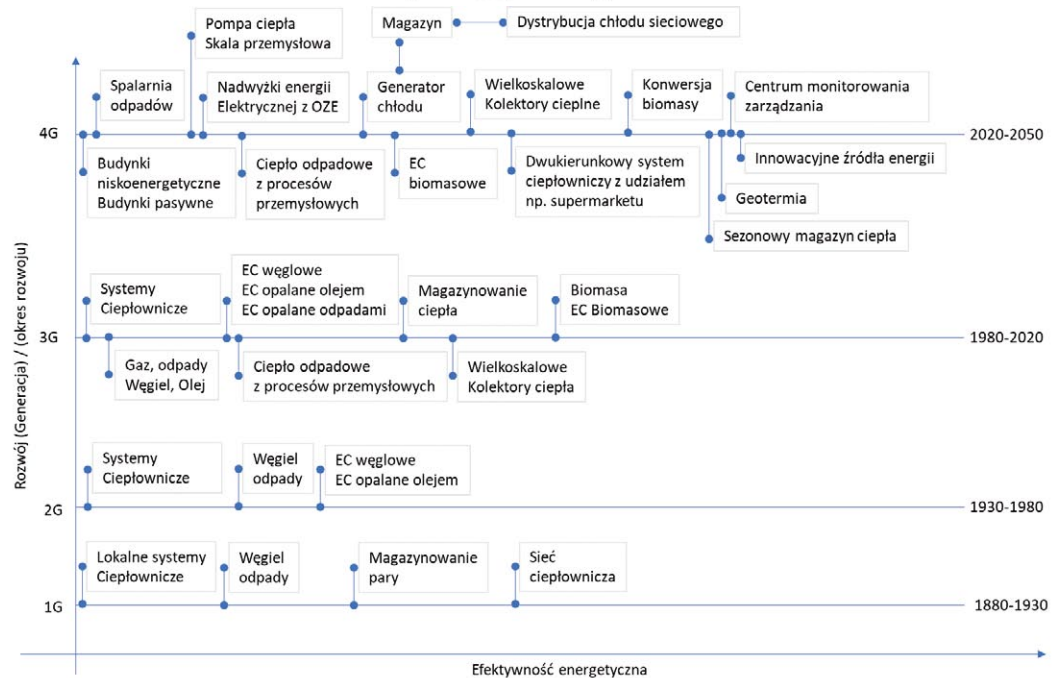 Pompa ciepła
Skala przemysłowa
Magazyn
Dystrybucja chłodu sieciowego
Spalarnia
odpadów
Nadwyżki energii
Elektrycznej z OZE
Generator
chłodu
Wielkoskalowe
Kolektory cieplne
Konwersja
biomasy
Centrum monitorowania
zarządzania
4G
2020-2050
Budynki
niskoenergetyczne
Budynki pasywne
Ciepło odpadowe
z procesów
przemysłowych
EC
biomasowe
Dwukierunkowy system
ciepłowniczy z udziałem
np. supermarketu
Innowacyjne źródła energii
Geotermia
Sezonowy magazyn ciepła
Systemy
Ciepłownicze
EC węglowe
EC opalane olejem
EC opalane odpadami
Magazynowanie
ciepła
Biomasa
EC Biomasowe
3G
1980-2020
Gaz, odpady
Węgiel, Olej
Ciepło odpadowe
z procesów przemysłowych
Wielkoskalowe
Kolektory ciepła
Systemy
Ciepłownicze
Węgiel
odpady
EC węglowe
EC opalane olejem
2G
1930-1980
Lokalne systemy
Ciepłownicze
Węgiel
odpady
Magazynowanie
pary
Sieć
ciepłownicza
1G
1880-1930
Rozwój (Generacja) / (okres rozwoju)
Efektywność energetyczna